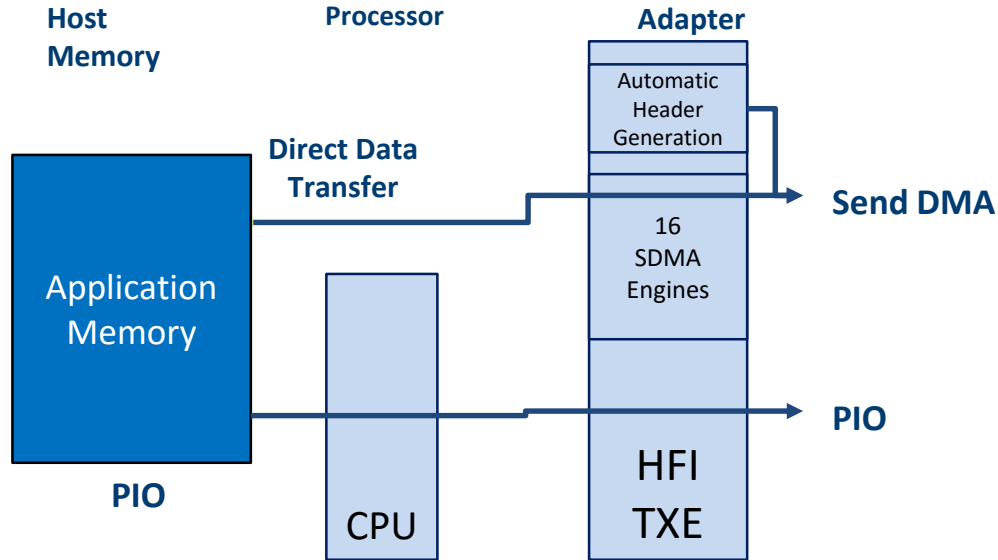 Host
Memory
Processor
Adapter
Automatic
Header
Generation
Direct Data
Transfer
Send DMA
16
SDMA
Engines
Application
Memory
PIO
HFI
TXE
PIO
CPU